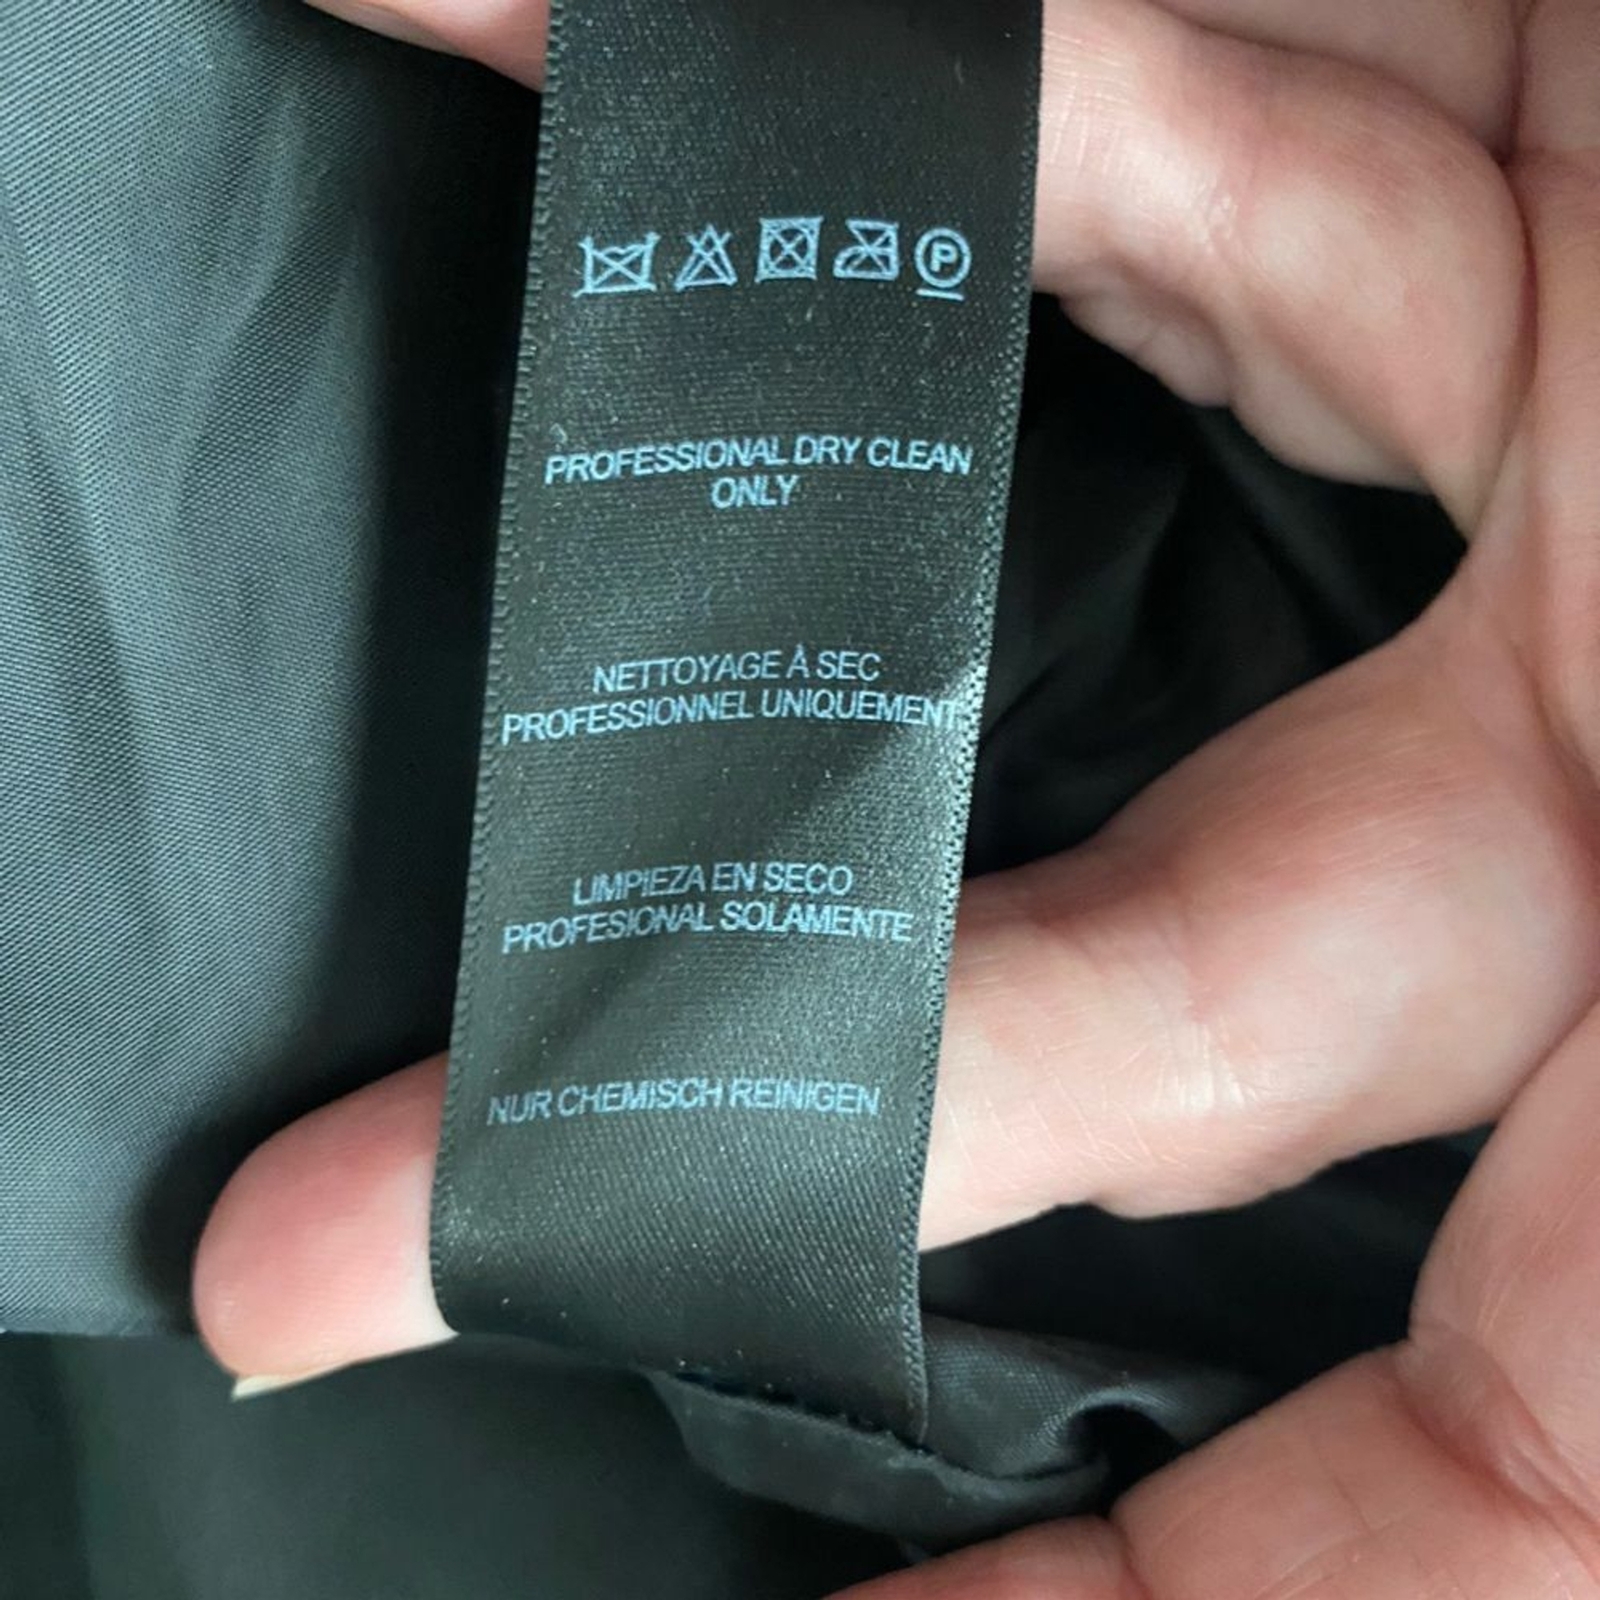 P
PROFESSIONAL DRY CLEAN
ONLY
NETTOYAGE À SEC
PROFESSIONNEL UNIQUEMENT
LIMPIEZA EN SECO
PROFESIONAL SOLAMENTE
NUR CHEMISCH REINIGEN